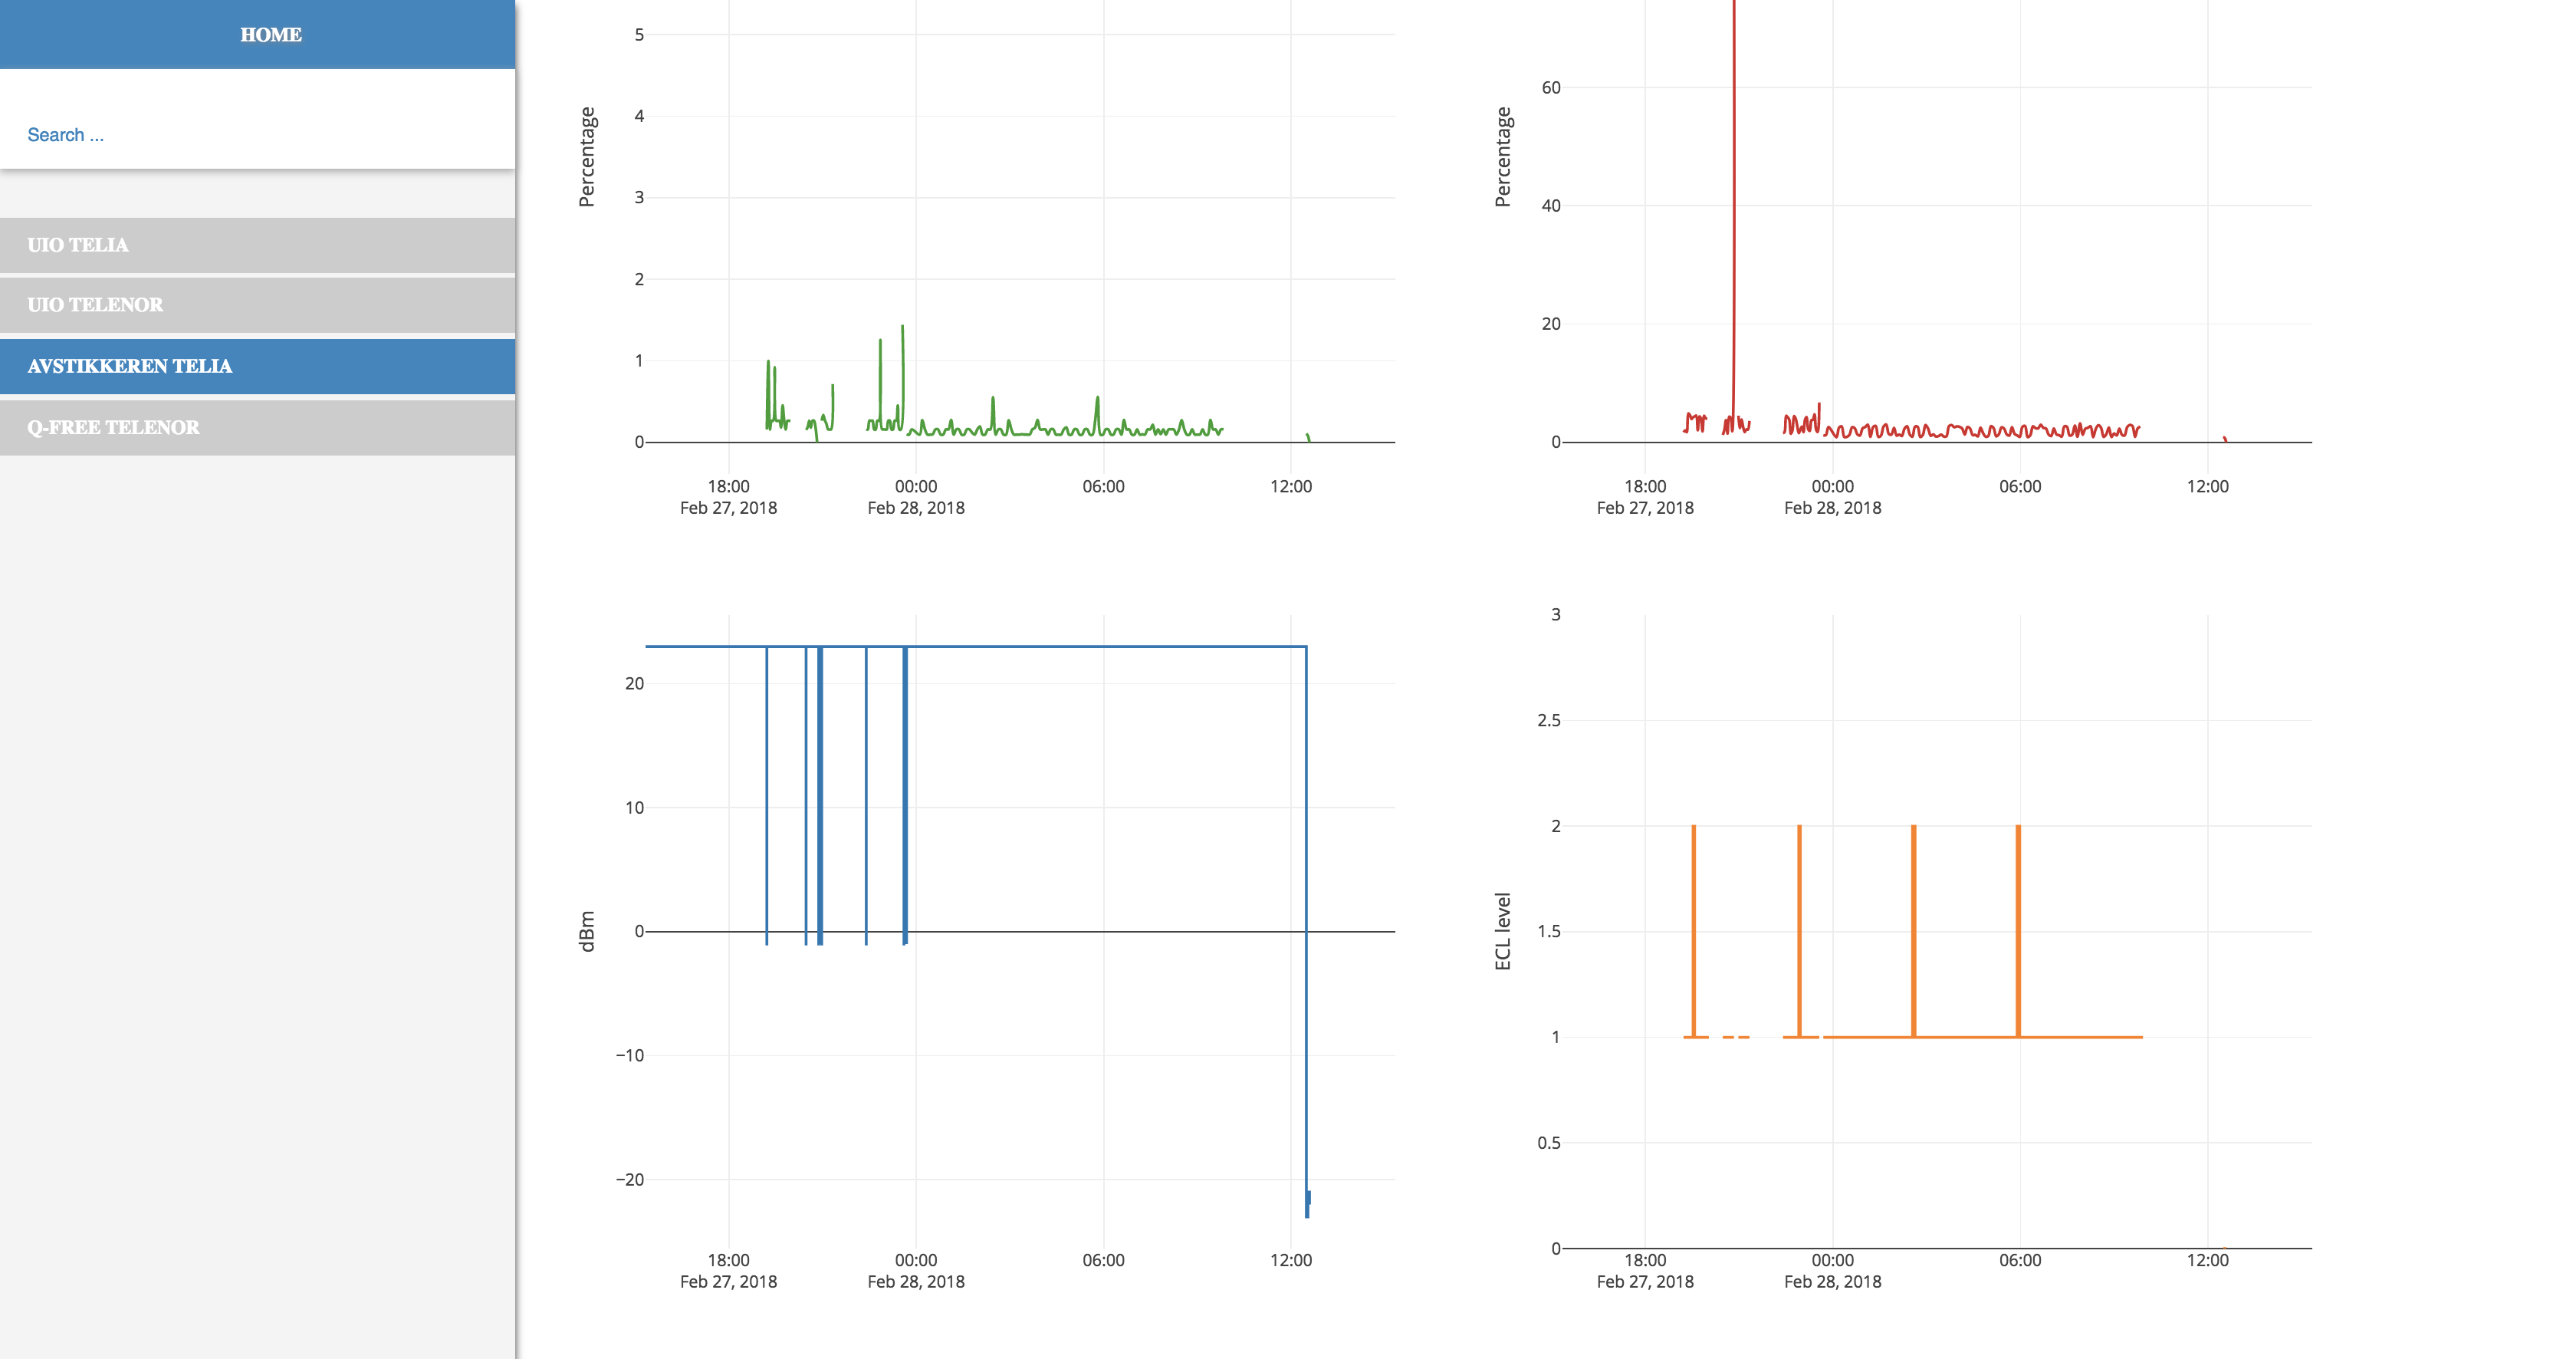 HOME
Search ...
UIO TELIA
UIO TELENOR
AVSTIKKEREN TELIA
Q-FREE TELENOR
Percentage
5
4
3
2
1
0
18:00 00:00 06:00 12:00
Feb 27, 2018 Feb 28, 2018
Percentage
60
40
20
0
18:00 00:00 06:00 12:00
Feb 27, 2018 Feb 28, 2018
dBm
20
10
0
−10
−20
18:00 00:00 06:00 12:00
Feb 27, 2018 Feb 28, 2018
ECL level
3
2.5
2
1.5
1
0.5
0
18:00 00:00 06:00 12:00
Feb 27, 2018 Feb 28, 2018